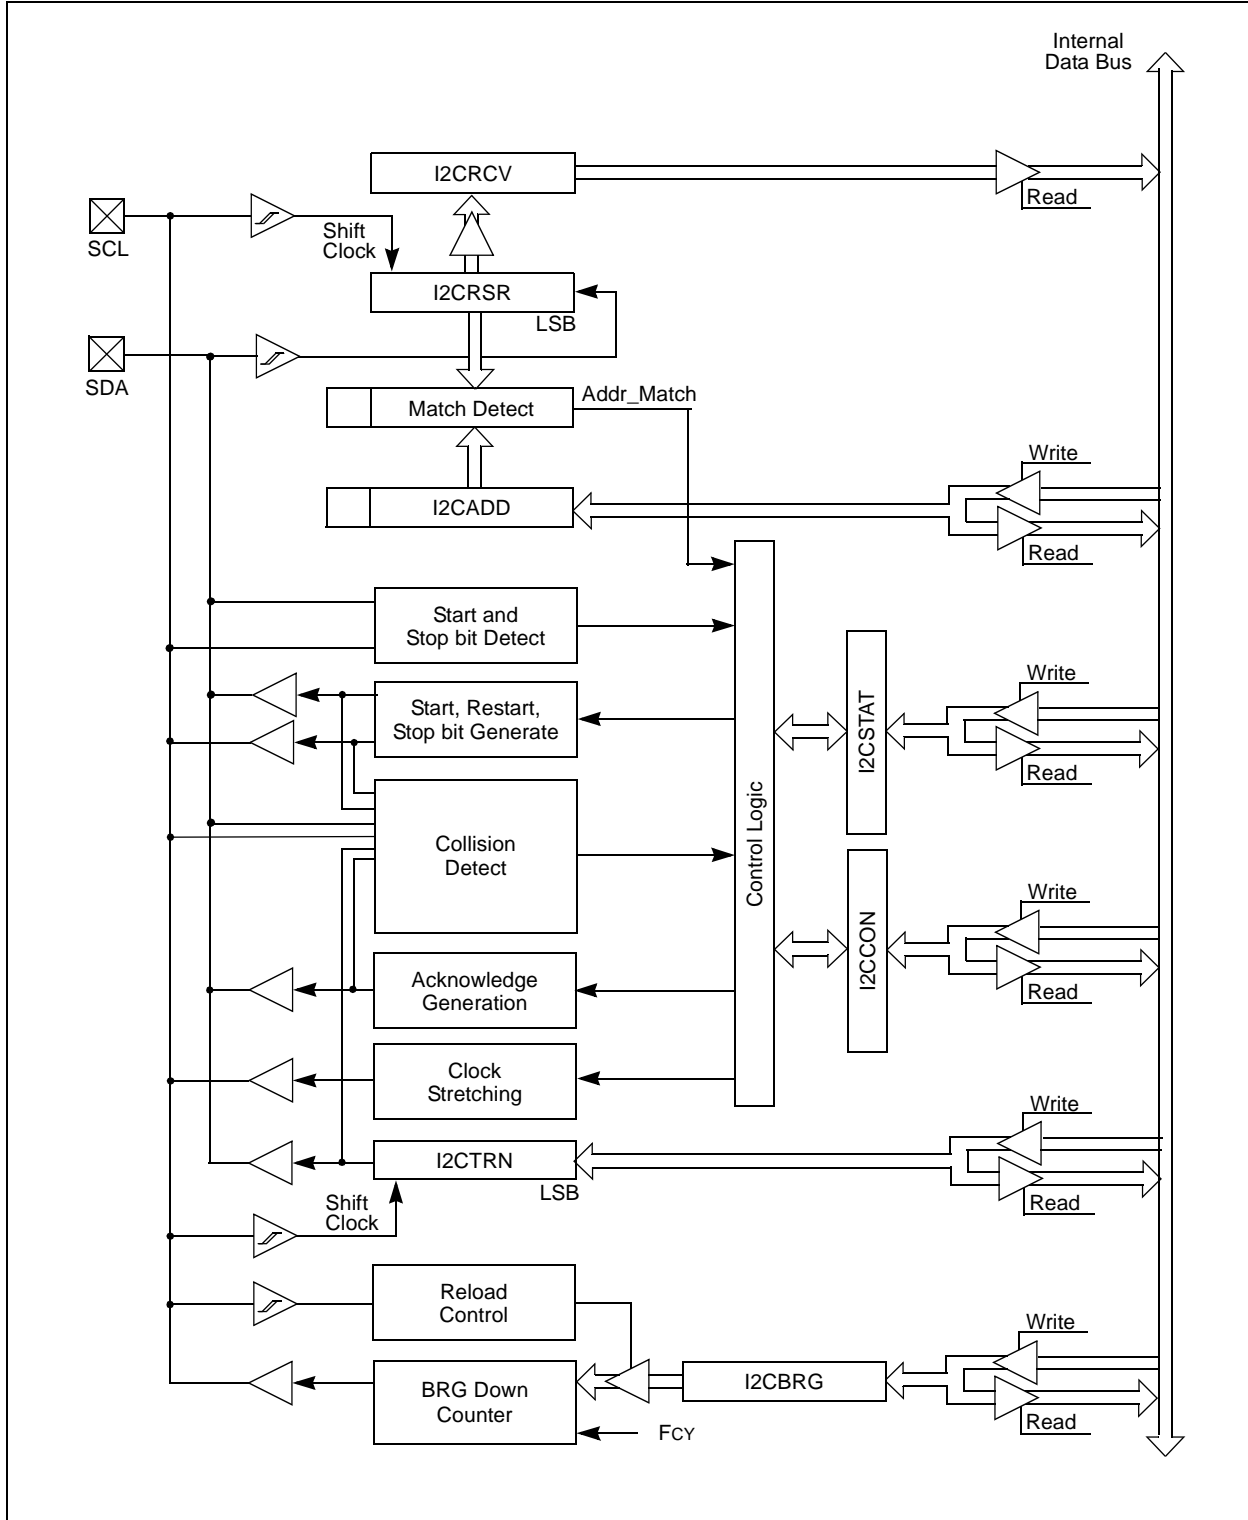 Internal
Data Bus
I2CRCV
Read
Shift
Clock
SCL
I2CRSR
LSB
SDA
Addr_Match
Match Detect
Write
I2CADD
Read
Start and
Stop bit Detect
Write
Start, Restart,
Stop bit Generate
I2CSTAT
Read
Control Logic
Collision
Detect
Write
I2CCON
Acknowledge
Generation
Read
Clock
Stretching
Write
I2CTRN
LSB
Read
Shift
Clock
Reload
Control
Write
I2CBRG
BRG Down
Counter
Read
FCY